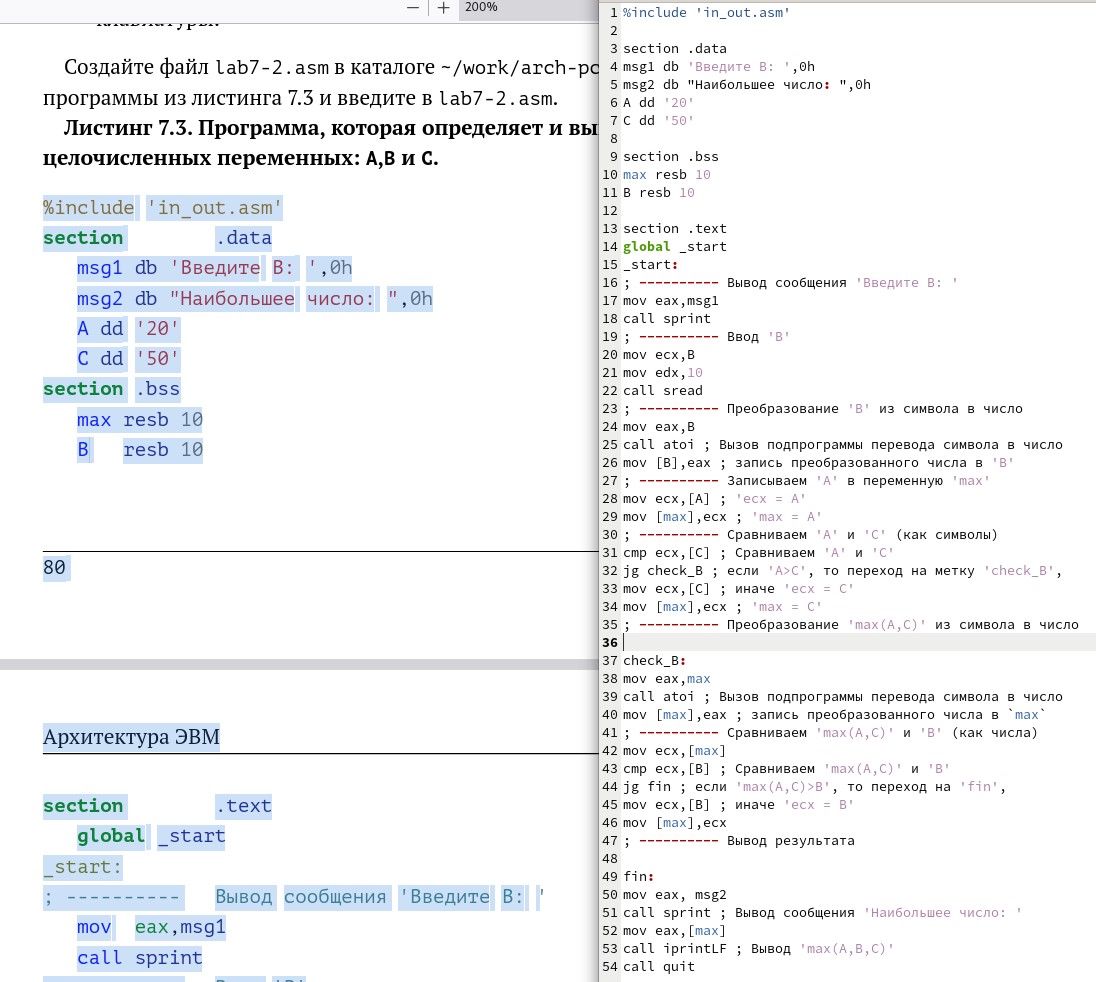 клавиатуры.
200%
Создайте файл lab7-2.asm в каталоге ~/work/arch-pc
программы из листинга 7.3 и введите в lab7-2.asm.
Листинг 7.3. Программа, которая определяет и вы
целочисленных переменных: A,B и C.
%include 'in_out.asm'
section .data
msg1 db 'Введите B: ',0h
msg2 db "Наибольшее число: ",0h
A dd '20'
C dd '50'
section .bss
max resb 10
B resb 10
80
Архитектура ЭВМ
section .text
global _start
_start:
; ---------- Вывод сообщения 'Введите B: '
mov eax,msg1
call sprint
1 %include 'in_out.asm'
2
3 section .data
4 msg1 db 'Введите B: ',0h
5 msg2 db "Наибольшее число: ",0h
6 A dd '20'
7 C dd '50'
8
9 section .bss
10 max resb 10
11 B resb 10
12
13 section .text
14 global _start
15 _start:
16 ; ---------- Вывод сообщения 'Введите B: '
17 mov eax,msg1
18 call sprint
19 ; ---------- Ввод 'B'
20 mov ecx,B
21 mov edx,10
22 call sread
23 ; ---------- Преобразование 'B' из символа в число
24 mov eax,B
25 call atoi ; Вызов подпрограммы перевода символа в число
26 mov [B],eax ; запись преобразованного числа в 'B'
27 ; ---------- Записываем 'A' в переменную 'max'
28 mov ecx,[A] ; 'ecx = A'
29 mov [max],ecx ; 'max = A'
30 ; ---------- Сравниваем 'A' и 'C' (как символы)
31 cmp ecx,[C] ; Сравниваем 'A' и 'C'
32 jg check_B ; если 'A>C', то переход на метку 'check_B',
33 mov ecx,[C] ; иначе 'ecx = C'
34 mov [max],ecx ; 'max = C'
35 ; ---------- Преобразование 'max(A,C)' из символа в число
36
37 check_B:
38 mov eax,max
39 call atoi ; Вызов подпрограммы перевода символа в число
40 mov [max],eax ; запись преобразованного числа в `max`
41 ; ---------- Сравниваем 'max(A,C)' и 'B' (как числа)
42 mov ecx,[max]
43 cmp ecx,[B] ; Сравниваем 'max(A,C)' и 'B'
44 jg fin ; если 'max(A,C)>B', то переход на 'fin',
45 mov ecx,[B] ; иначе 'ecx = B'
46 mov [max],ecx
47 ; ---------- Вывод результата
48
49 fin:
50 mov eax, msg2
51 call sprint ; Вывод сообщения 'Наибольшее число: '
52 mov eax,[max]
53 call iprintLF ; Вывод 'max(A,B,C)'
54 call quit